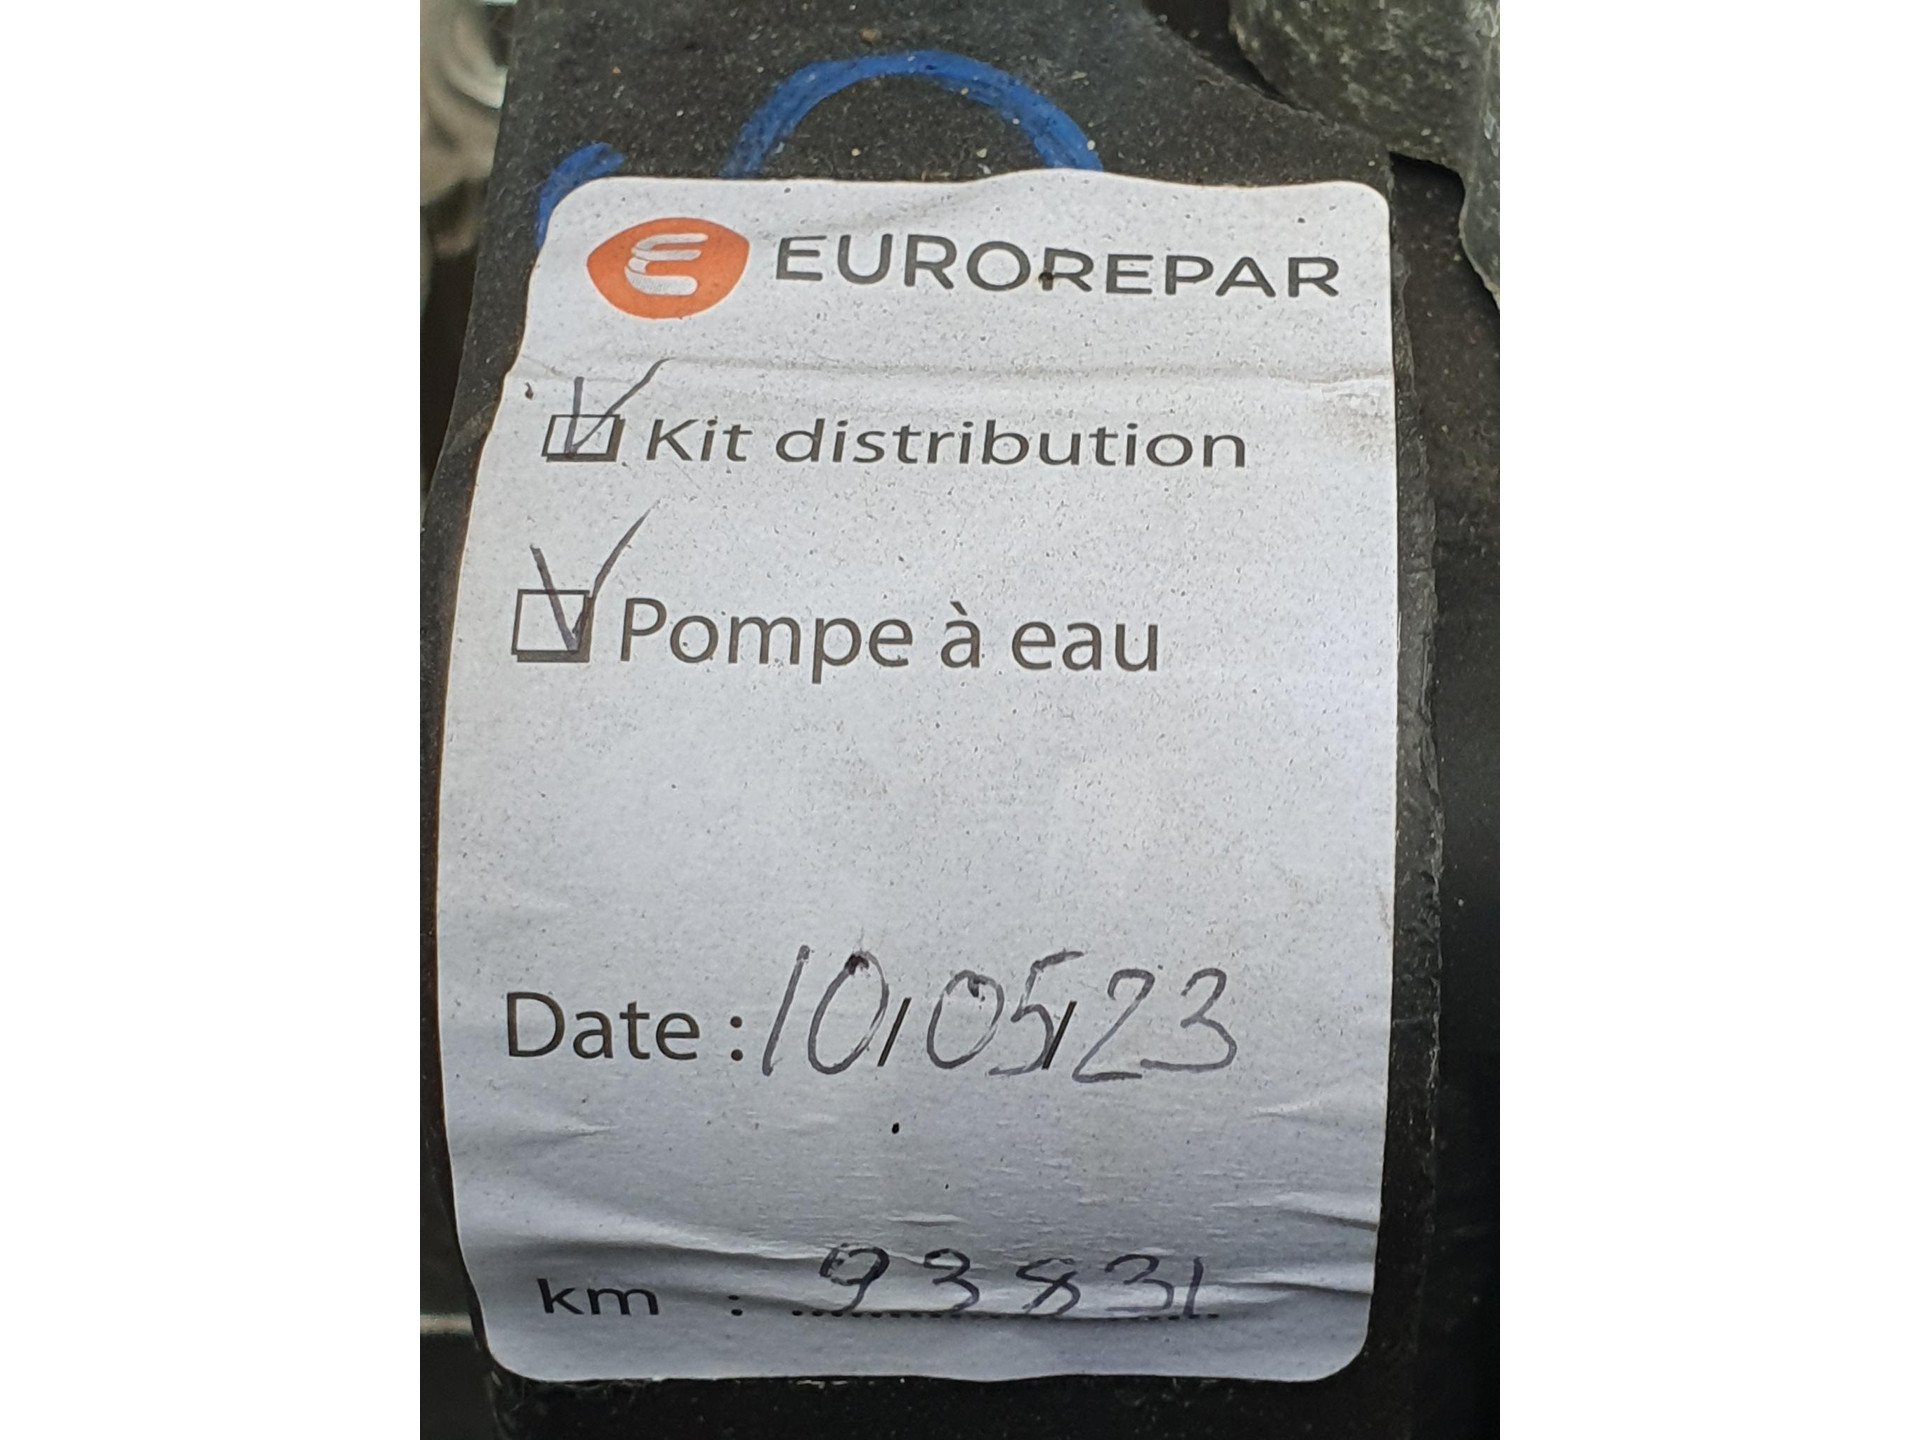 EUROREPAR
Kit distribution
Pompe à eau
Date : 10/05/23
km : 93831